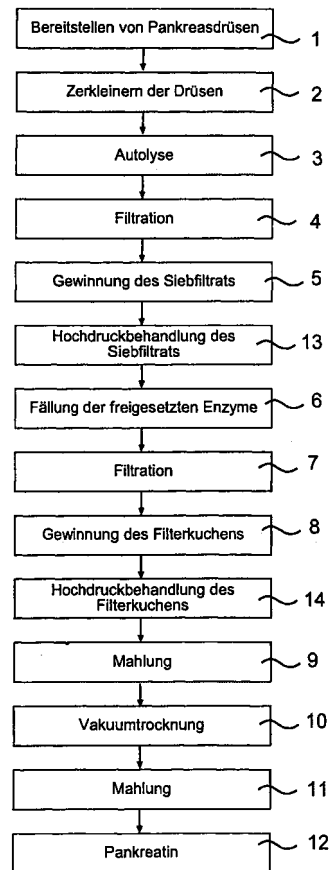 Bereitstellen von Pankreasdrüsen
1
Zerkleinern der Drüsen
2
Autolyse
3
Filtration
4
Gewinnung des Siebfiltrats
5
Hochdruckbehandlung des
Siebfiltrats
13
Fällung der freigesetzten Enzyme
6
Filtration
7
Gewinnung des Filterkuchens
8
Hochdruckbehandlung des
Filterkuchens
14
Mahlung
9
Vakuumtrocknung
10
Mahlung
11
Pankreatin
12